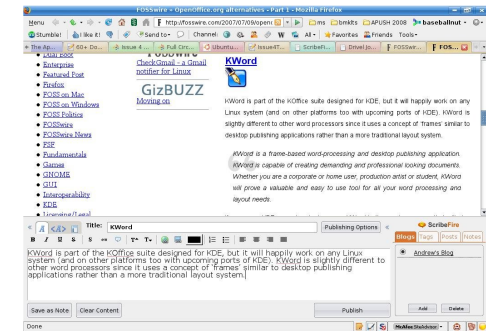 FOSSwire » OpenOffice.org alternatives - Part 1 - Mozilla Firefox
Menu
http://fosswire.com/2007/07/09/openo
ms bmkits APUSH 2008 baseballnut
Stumble! I like it! Send to Channel: All Favorites Friends Tools
The Ap... Issue 4 ... Full Circ... Ubuntu... Issue4T... ScribeFi... FOSSwir... FOSS...
Dual Boot
Enterprise
Featured Post
Firefox
FOSS on Mac
FOSS on Windows
FOSS Politics
FOSSwire
FOSSwire News
FSF
Fundamentals
Games
GNOME
GUI
Interoperability
KDE
Licensing/Legal
CheckGmail – a Gmail
notifier for Linux
GizBUZZ
Moving on
KWord
KWord is part of the KOffice suite designed for KDE, but it will happily work on any
Linux system (and on other platforms too with upcoming ports of KDE). KWord is
slightly different to other word processors since it uses a concept of 'frames' similar to
desktop publishing applications rather than a more traditional layout system.
KWord is a frame-based word-processing and desktop publishing application.
KWord is capable of creating demanding and professional looking documents.
Whether you are a corporate or home user, production artist or student, KWord
will prove a valuable and easy to use tool for all your word processing and
layout needs.
Title: KWord
Publishing Options
ScribeFire
Blogs Tags Posts Notes
Andrew's Blog
KWord is part of the KOffice suite designed for KDE, but it will happily work on any Linux
system (and on other platforms too with upcoming ports of KDE). KWord is slightly different to
other word processors since it uses a concept of 'frames' similar to desktop publishing
applications rather than a more traditional layout system.
Save as Note Clear Content Publish
Add Delete
Done
McAfee SiteAdvisor